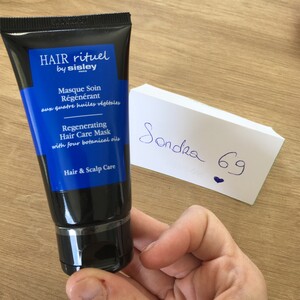 HAIR rituel
by sisley
Masque Soin
Régénérant
aux quatre huiles végétales
Regenerating
Hair Care Mask
with four botanical oils
Hair & Scalp Care
Sandra 69